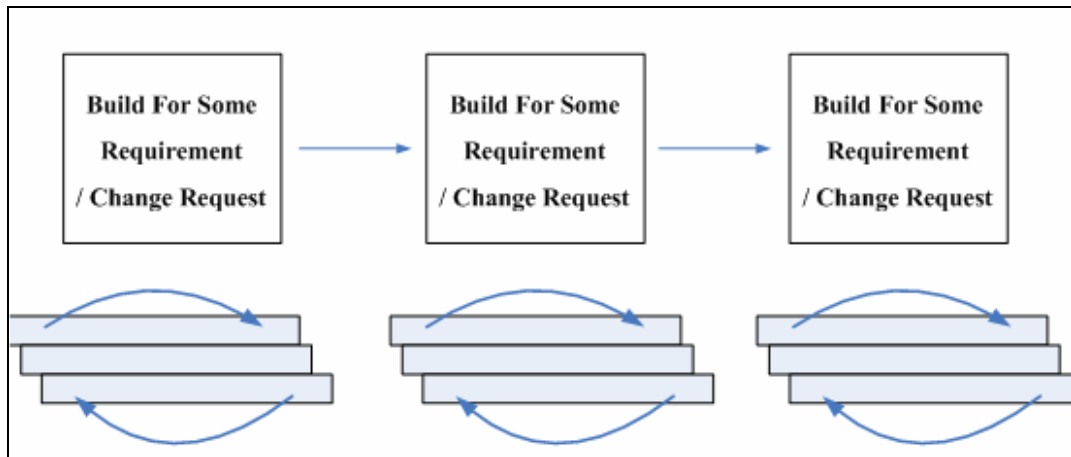 Build For Some
Requirement
/ Change Request
Build For Some
Requirement
/ Change Request
Build For Some
Requirement
/ Change Request